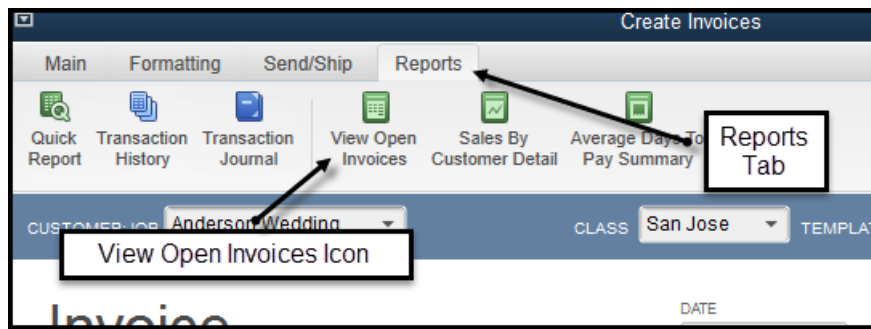 Create Invoices
Main Formatting Send/Ship Reports
Quick Transaction Transaction View Open Sales By Average Days To
Report History Journal Invoices Customer Detail Pay Summary
Reports
Tab
CUSTOMER:JOB Anderson Wedding CLASS San Jose TEMPLA
View Open Invoices Icon
Invoice
DATE